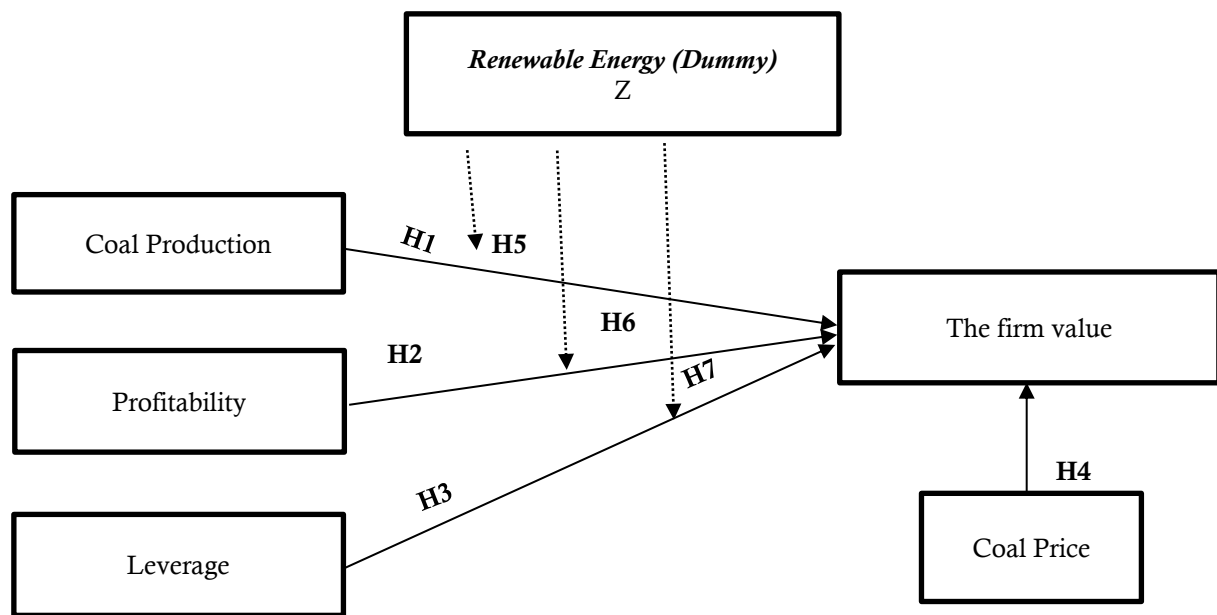 Renewable Energy (Dummy)
Z
Coal Production
H1
H5
The firm value
H6
H2
H7
Profitability
H3
H4
Leverage
Coal Price